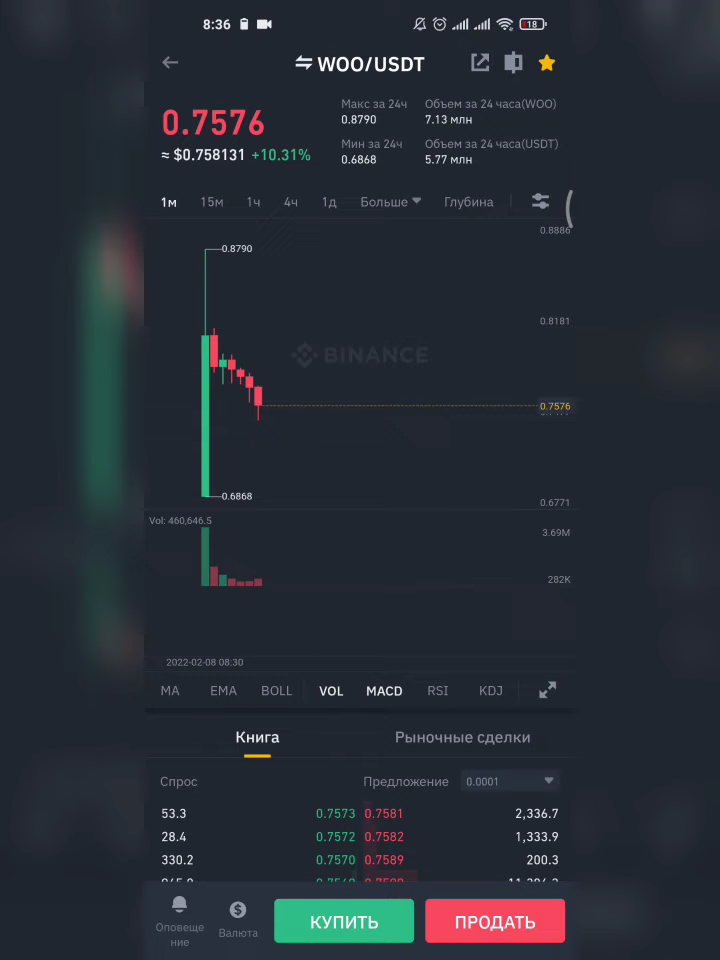 8:36
18
WOO/USDT
0.7576
≈ $0.758131 +10.31%
Макс за 24ч
0.8790
Объем за 24 часа(WOO)
7.13 млн
Мин за 24ч
0.6868
Объем за 24 часа(USDT)
5.77 млн
1м 15м 1ч 4ч 1д Больше Глубина
0.8886
0.8790
0.8181
BINANCE
0.7576
0.6868
0.6771
Vol: 460,646.5
3.69M
282K
2022-02-08 08:30
MA EMA BOLL VOL MACD RSI KDJ
Книга Рыночные сделки
Спрос Предложение 0.0001
53.3 0.7573 0.7581 2,336.7
28.4 0.7572 0.7582 1,333.9
330.2 0.7570 0.7589 200.3
Оповеще
ние
Валюта
КУПИТЬ
ПРОДАТЬ